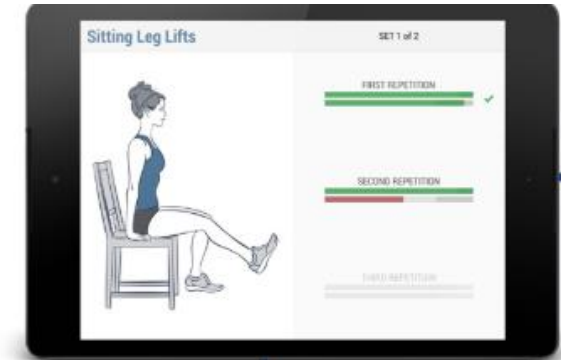 Sitting Leg Lifts
SET 1 of 2
FIRST REPETITION
SECOND REPETITION
THIRD REPETITION